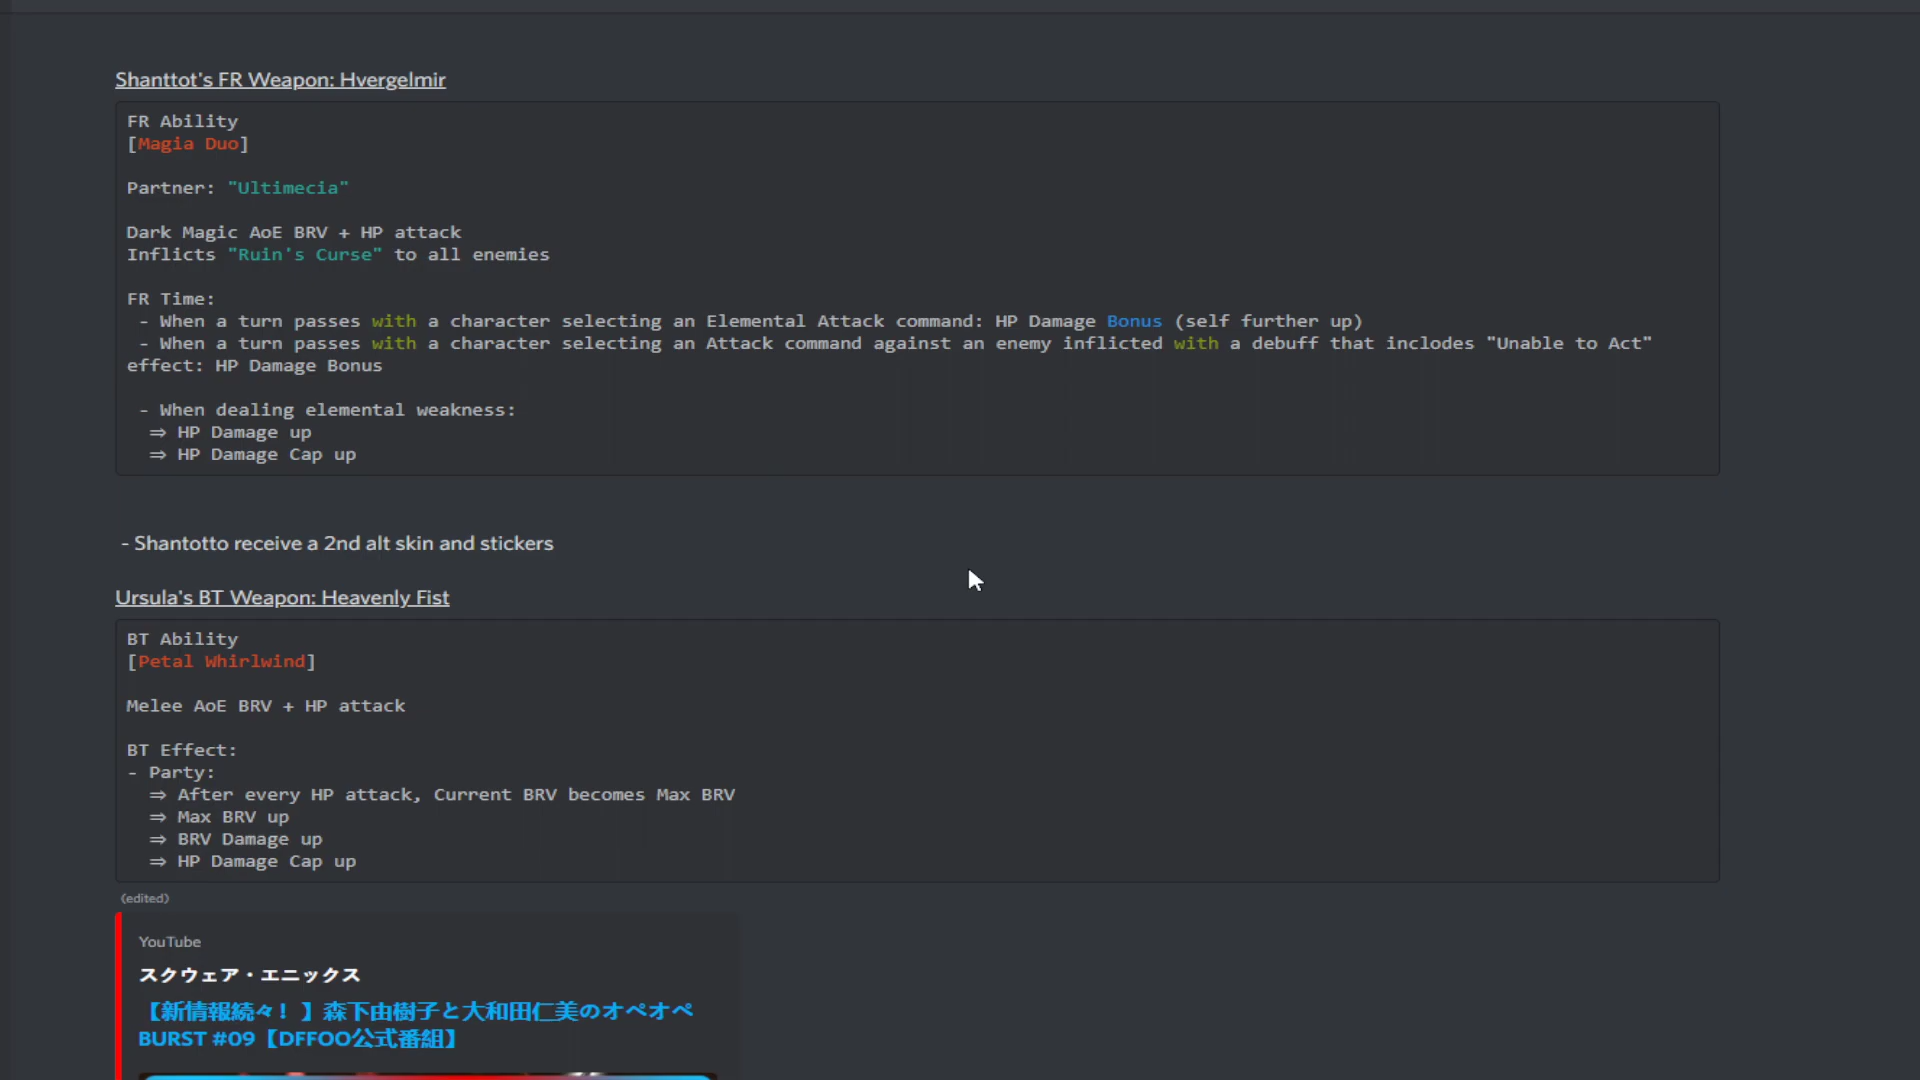 Shanttot's FR Weapon: Hvergelmir
FR Ability
[Magia Duo]
Partner: "Ultimecia"
Dark Magic AoE BRV + HP attack
Inflicts "Ruin's Curse" to all enemies
FR Time:
- When a turn passes with a character selecting an Elemental Attack command: HP Damage Bonus (self further up)
- When a turn passes with a character selecting an Attack command against an enemy inflicted with a debuff that includes "Unable to Act"
effect: HP Damage Bonus
- When dealing elemental weakness:
⇒ HP Damage up
⇒ HP Damage Cap up
- Shantotto receive a 2nd alt skin and stickers
Ursula's BT Weapon: Heavenly Fist
BT Ability
[Petal Whirlwind]
Melee AoE BRV + HP attack
BT Effect:
- Party:
⇒ After every HP attack, Current BRV becomes Max BRV
⇒ Max BRV up
⇒ BRV Damage up
⇒ HP Damage Cap up
(edited)
YouTube
スクウェア・エニックス
【新情報続々！】森下由樹子と大和田仁美のオペオペ
BURST #09【DFFOO公式番組】